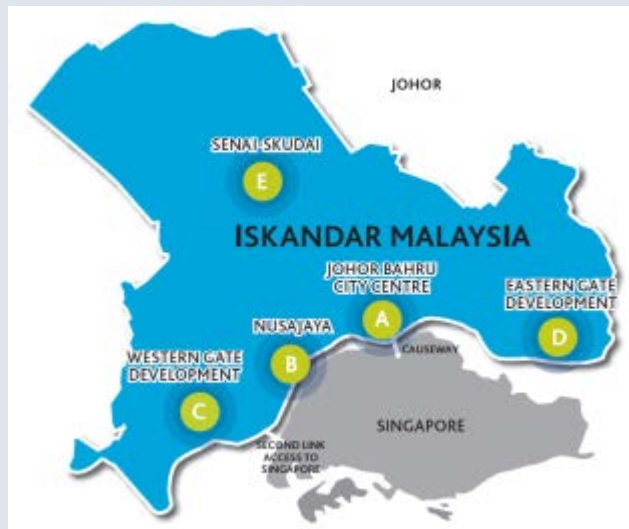 JOHOR
SENAI-SKUDAI
E
ISKANDAR MALAYSIA
JOHOR BAHRU
CITY CENTRE
A
EASTERN GATE
DEVELOPMENT
D
NUSAJAYA
B
CAUSEWAY
WESTERN GATE
DEVELOPMENT
C
SINGAPORE
SECOND LINK
ACCESS TO
SINGAPORE